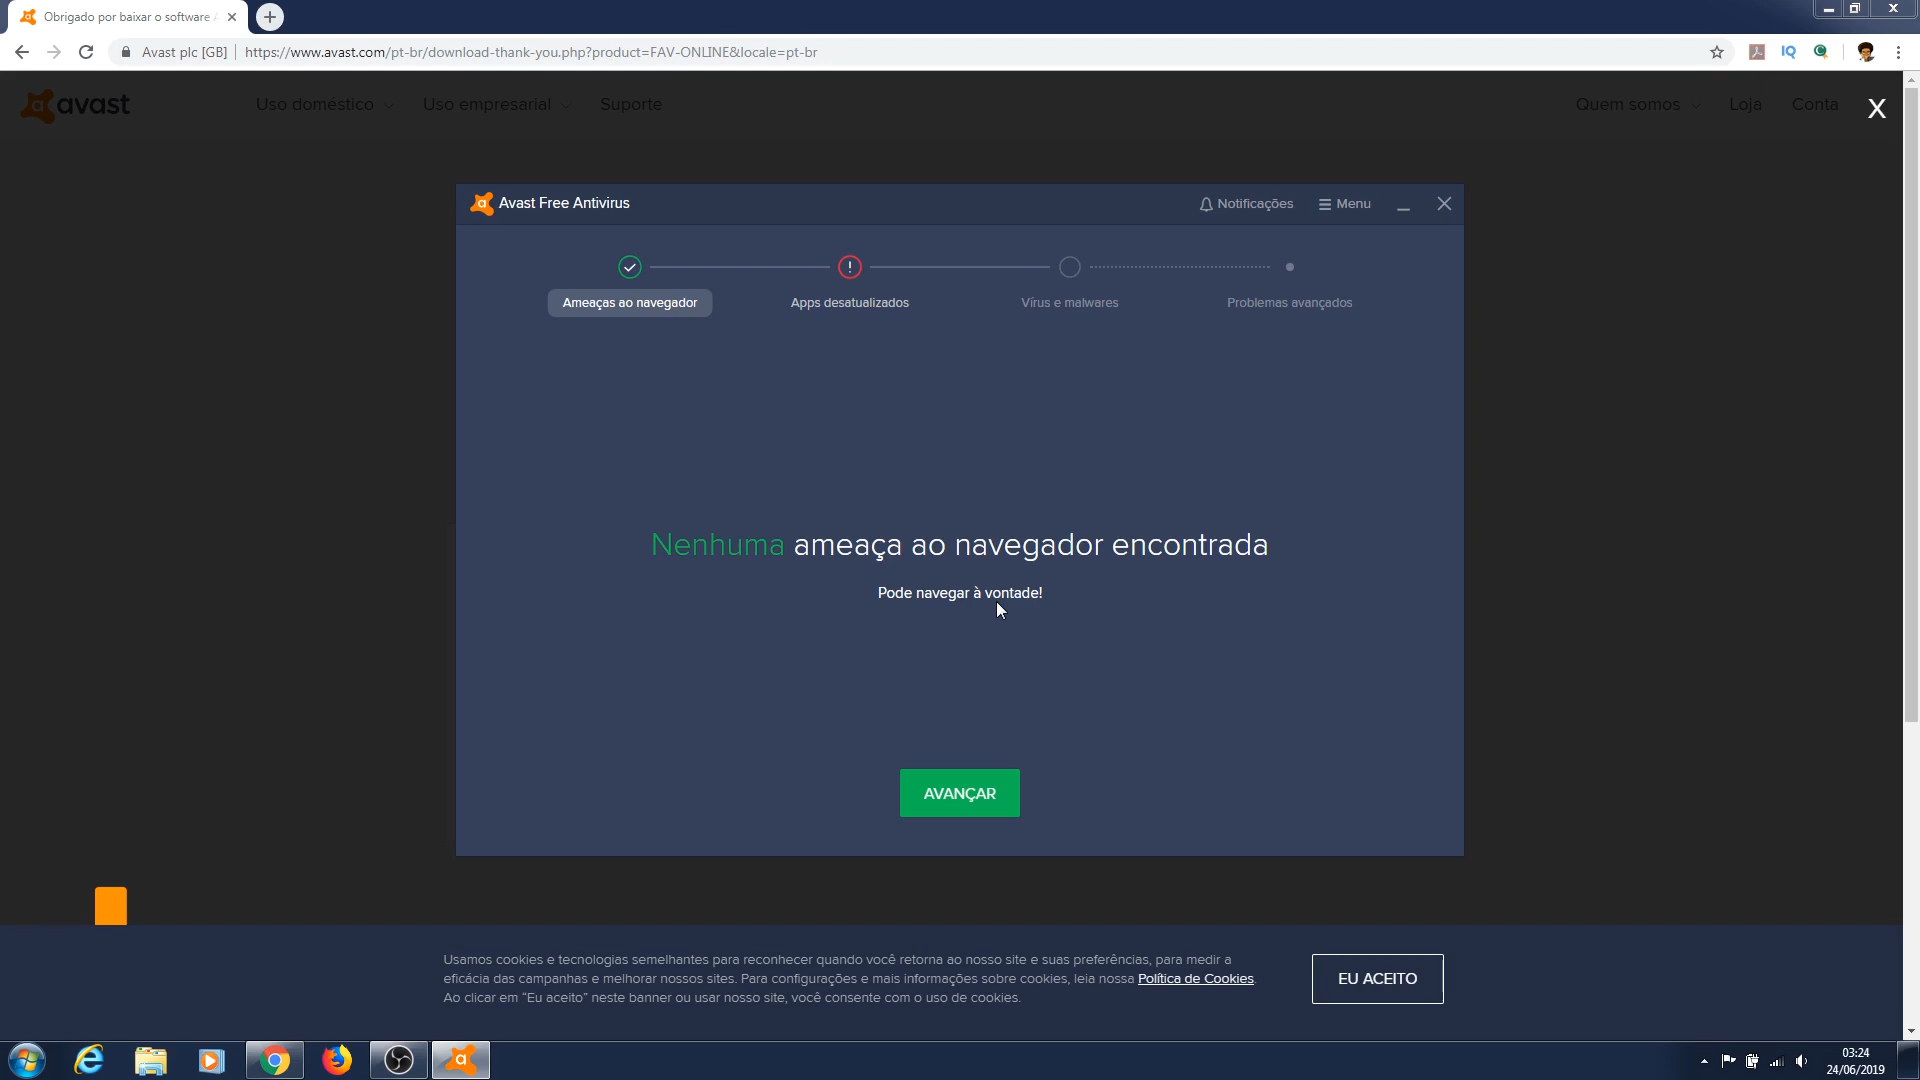 Obrigado por baixar o software
Avast plc [GB]
https://www.avast.com/pt-br/download-thank-you.php?product=FAV-ONLINE&locale=pt-br
IQ
avast
Uso doméstico
Uso empresarial
Suporte
Quem somos
Loja
Conta
X
Avast Free Antivirus
Notificações
Menu
Ameaças ao navegador
Apps desatualizados
Vírus e malwares
Problemas avançados
Nenhuma ameaça ao navegador encontrada
Pode navegar à vontade!
AVANÇAR
Usamos cookies e tecnologias semelhantes para reconhecer quando você retorna ao nosso site e suas preferências, para medir a
eficácia das campanhas e melhorar nossos sites. Para configurações e mais informações sobre cookies, leia nossa Política de Cookies.
Ao clicar em “Eu aceito” neste banner ou usar nosso site, você consente com o uso de cookies.
EU ACEITO
03:24
24/06/2019